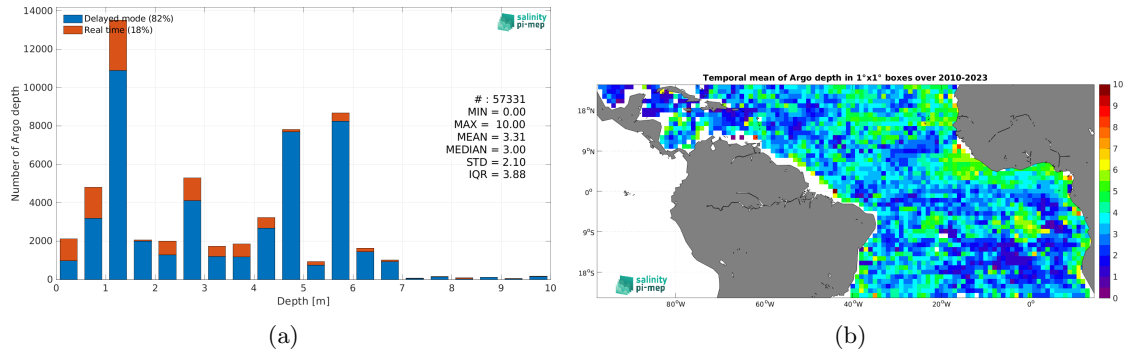 14000
12000
10000
8000
6000
4000
2000
0
Number of Argo depth
Delayed mode (82%)
Real time (18%)
salinity
pi-mep
# : 57331
MIN = 0.00
MAX = 10.00
MEAN = 3.31
MEDIAN = 3.00
STD = 2.10
IQR = 3.88
0 1 2 3 4 5 6 7 8 9 10
Depth [m]
(a)
Temporal mean of Argo depth in 1°x1° boxes over 2010-2023
18°N
9°N
0°
9°S
18°S
80°W 60°W 40°W 20°W 0°
salinity
pi-mep
10
9
8
7
6
5
4
3
2
1
0
(b)